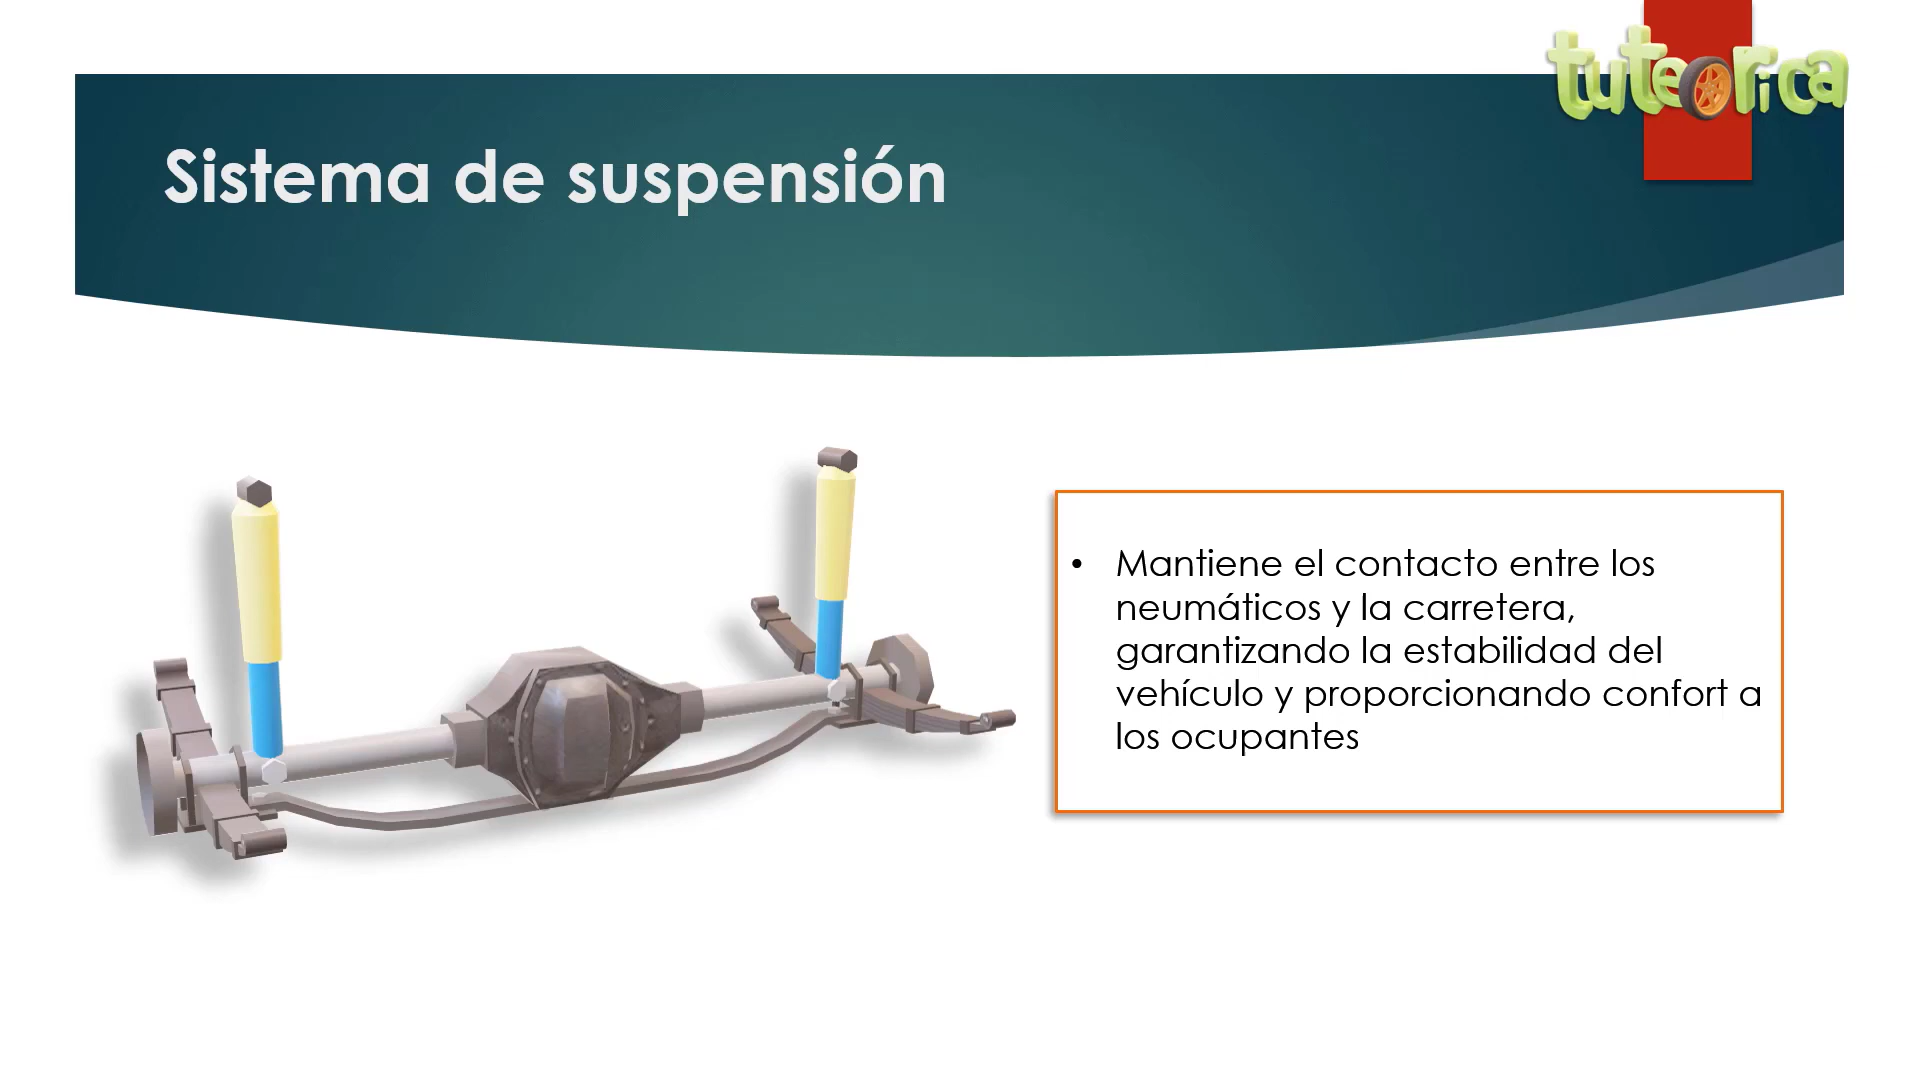 tuteorica
Sistema de suspensión
• Mantiene el contacto entre los
neumáticos y la carretera,
garantizando la estabilidad del
vehículo y proporcionando confort a
los ocupantes